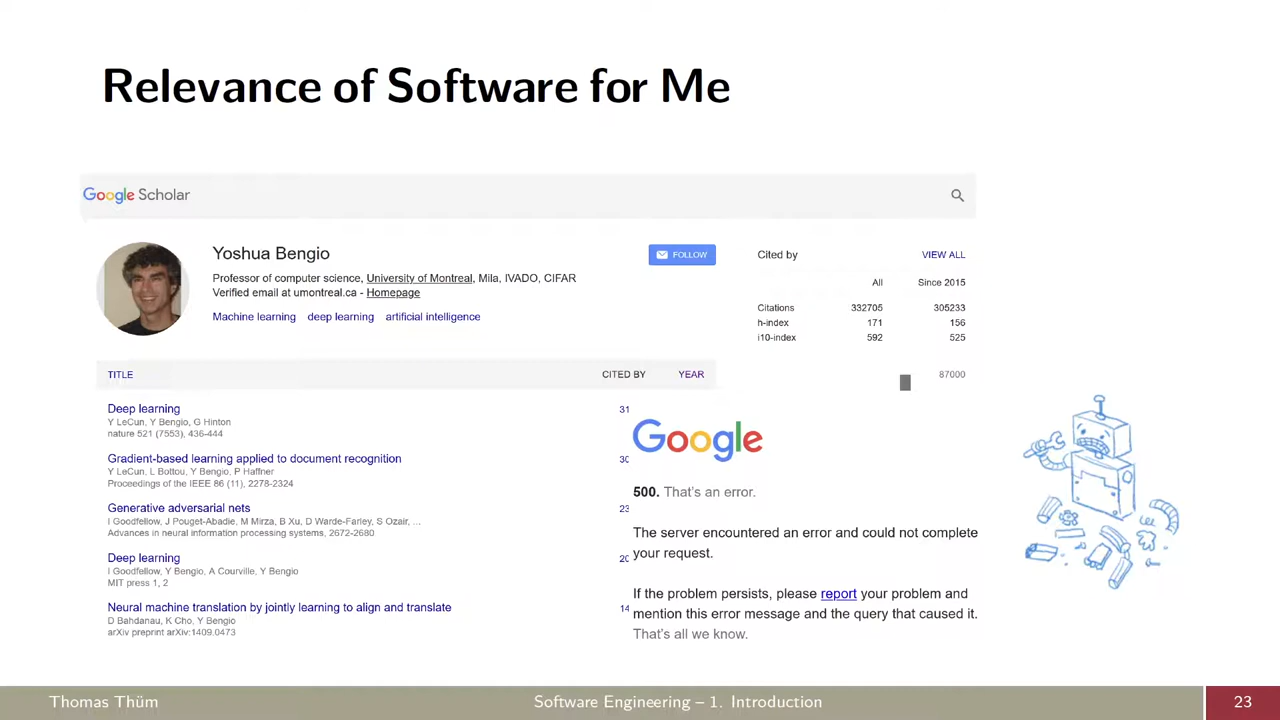 Relevance of Software for Me
Google Scholar
Yoshua Bengio
FOLLOW
Professor of computer science, University of Montreal, Mila, IVADO, CIFAR
Verified email at umontreal.ca - Homepage
Machine learning deep learning artificial intelligence
Cited by VIEW ALL
All Since 2015
Citations 332705 305233
h-index 171 156
i10-index 592 525
87000
TITLE CITED BY YEAR
Deep learning 31
Y LeCun, Y Bengio, G Hinton
nature 521 (7553), 436-444
Gradient-based learning applied to document recognition 30
Y LeCun, L Bottou, Y Bengio, P Haffner
Proceedings of the IEEE 86 (11), 2278-2324
Generative adversarial nets 23
I Goodfellow, J Pouget-Abadie, M Mirza, B Xu, D Warde-Farley, S Ozair, ...
Advances in neural information processing systems, 2672-2680
Deep learning 20
I Goodfellow, Y Bengio, A Courville, Y Bengio
MIT press 1, 2
Neural machine translation by jointly learning to align and translate 14
D Bahdanau, K Cho, Y Bengio
arXiv preprint arXiv:1409.0473
Google
500. That's an error.
The server encountered an error and could not complete
your request.
If the problem persists, please report your problem and
mention this error message and the query that caused it.
That's all we know.
Thomas Thüm
Software Engineering – 1. Introduction
23